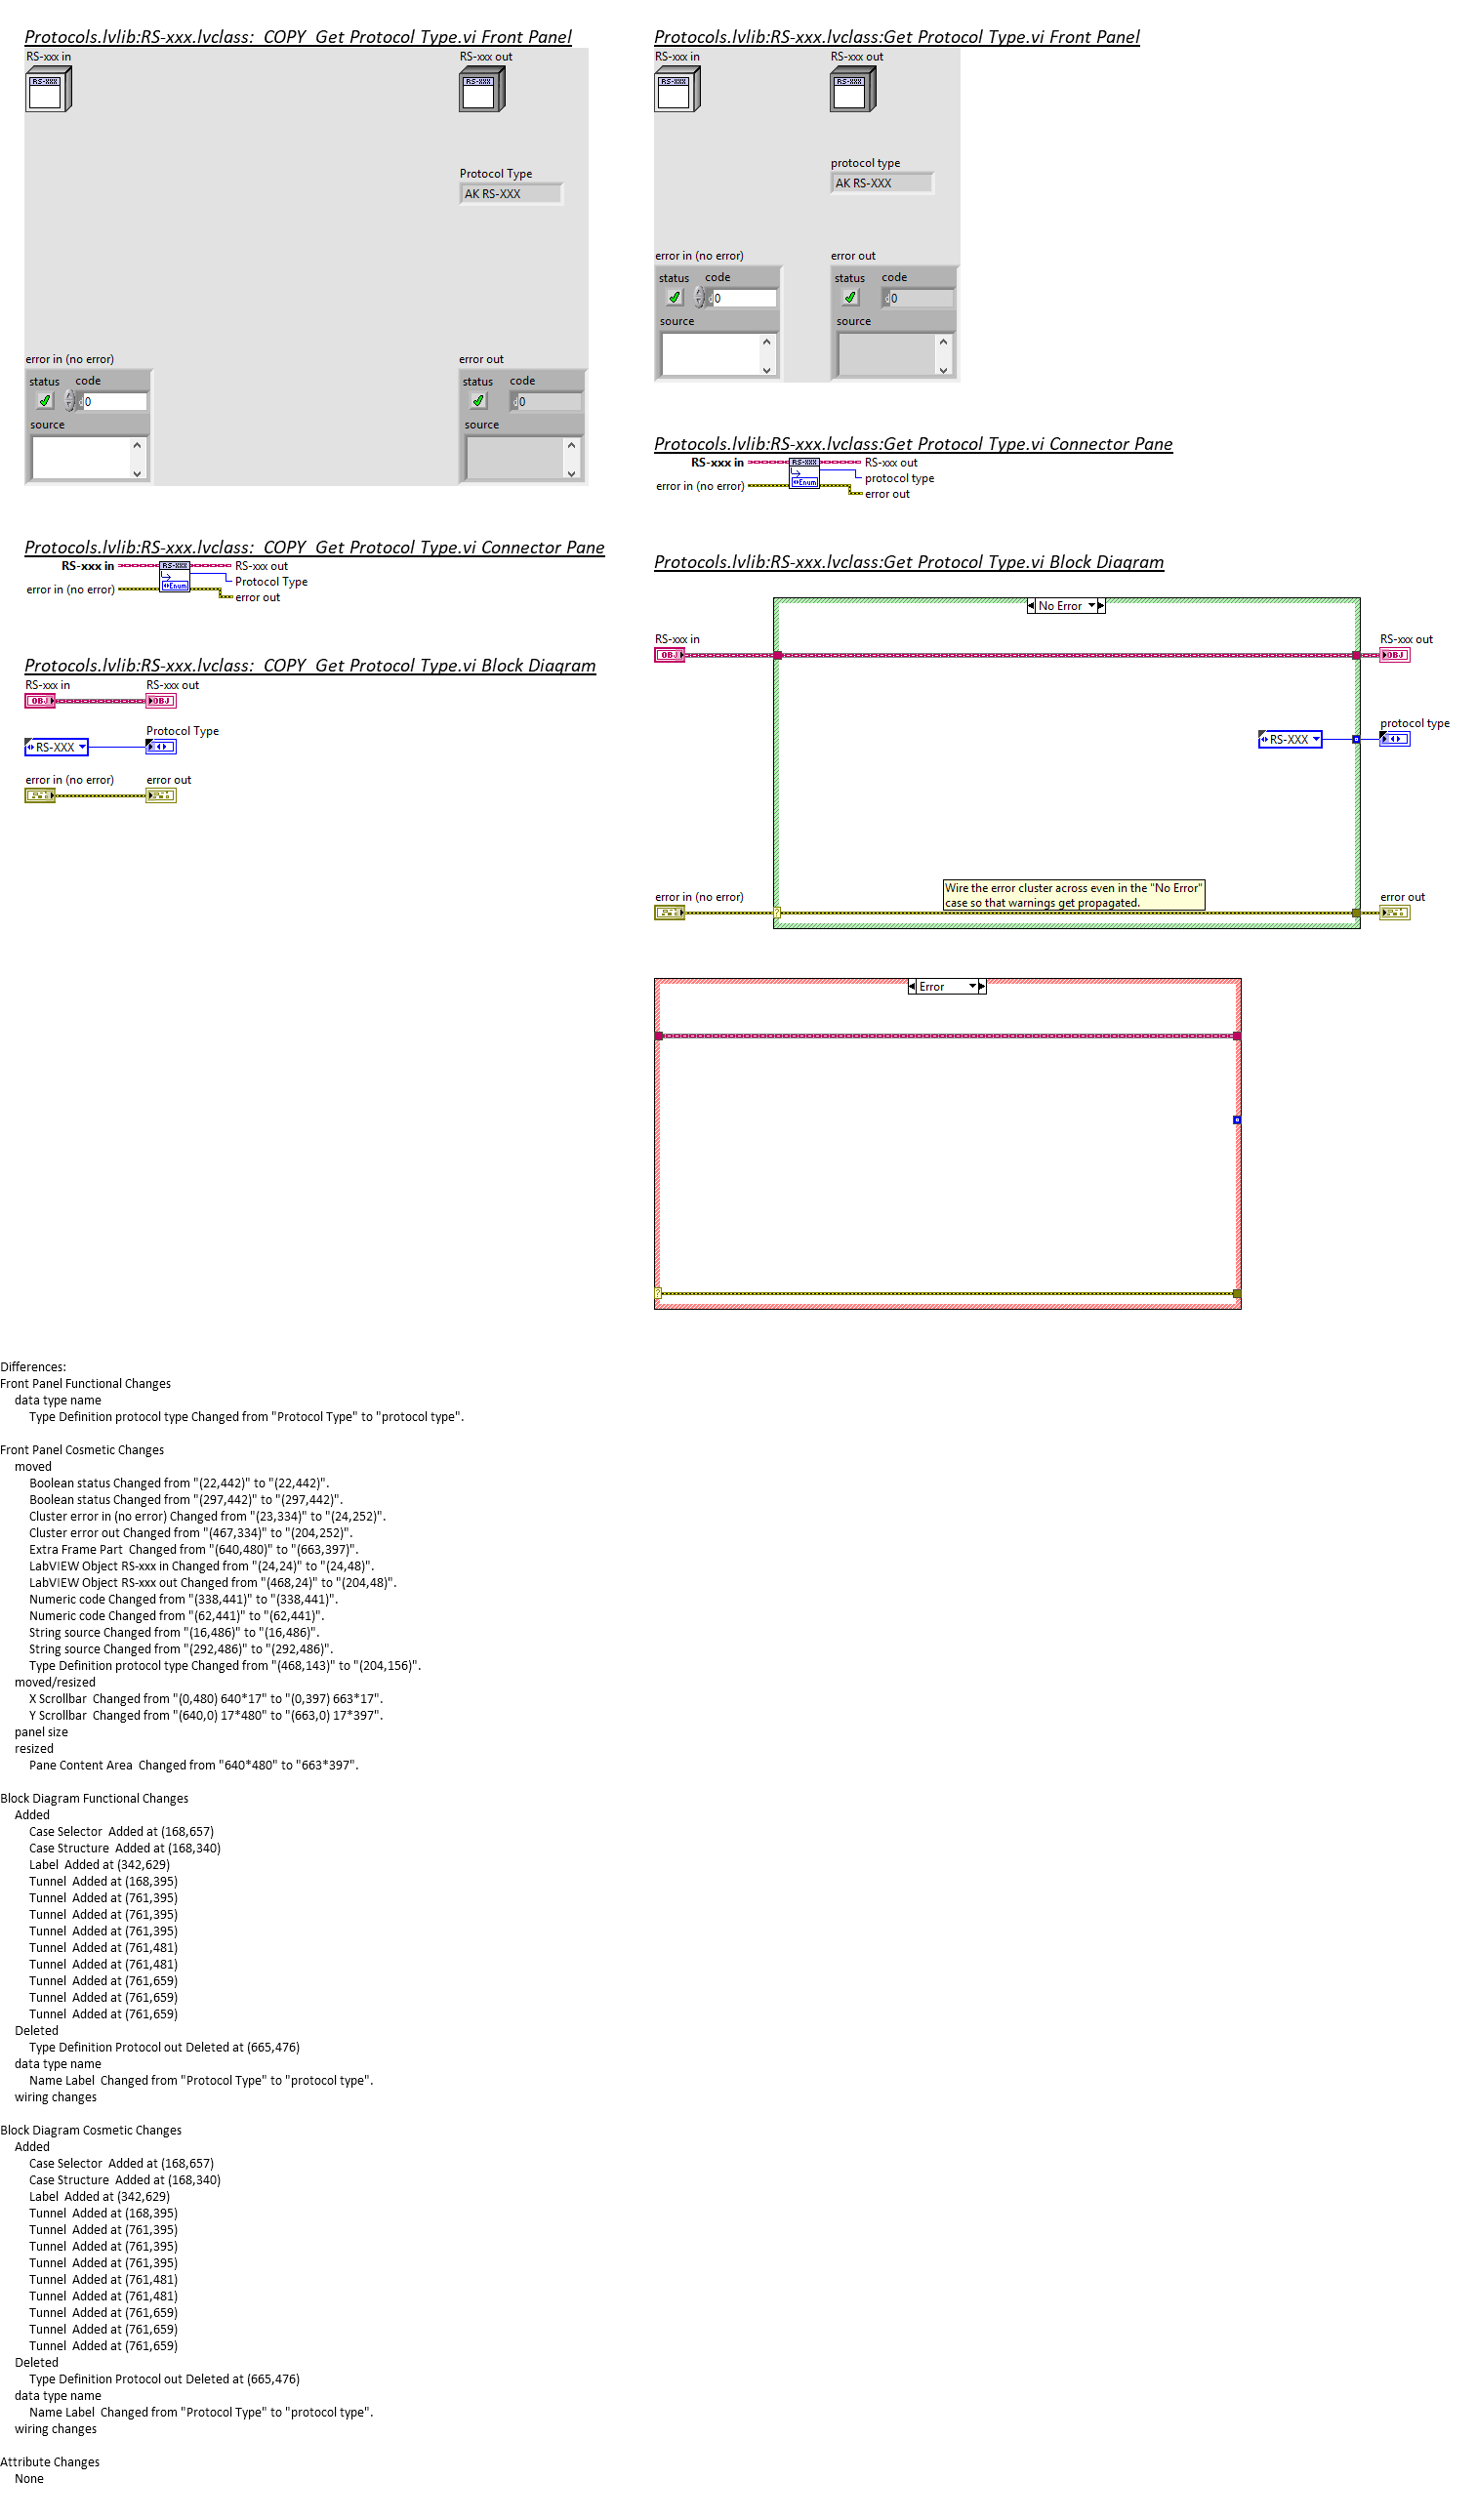 Protocols.lvlib:RS-xxx.lvclass:_COPY_Get Protocol Type.vi Front Panel
RS-xxx in
RS-xxx out
RS-XXX
RS-XXX
Protocol Type
AK RS-XXX
error in (no error)
error out
status
code
status
code
0
0
source
source
Protocols.lvlib:RS-xxx.lvclass:_COPY_Get Protocol Type.vi Connector Pane
RS-xxx in
RS-XXX
RS-xxx out
Protocol Type
error in (no error)
Enum
error out
Protocols.lvlib:RS-xxx.lvclass:_COPY_Get Protocol Type.vi Block Diagram
RS-xxx in
RS-xxx out
OBJ
OBJ
Protocol Type
RS-XXX
error in (no error)
error out
Protocols.lvlib:RS-xxx.lvclass:Get Protocol Type.vi Front Panel
RS-xxx in
RS-xxx out
RS-XXX
RS-XXX
protocol type
AK RS-XXX
error in (no error)
error out
status
code
status
code
0
0
source
source
Protocols.lvlib:RS-xxx.lvclass:Get Protocol Type.vi Connector Pane
RS-xxx in
RS-XXX
RS-xxx out
protocol type
error in (no error)
Enum
error out
Protocols.lvlib:RS-xxx.lvclass:Get Protocol Type.vi Block Diagram
No Error
RS-xxx in
RS-xxx out
OBJ
OBJ
protocol type
RS-XXX
Wire the error cluster across even in the "No Error"
case so that warnings get propagated.
error in (no error)
error out
?
Error
?
Differences:
Front Panel Functional Changes
data type name
Type Definition protocol type Changed from "Protocol Type" to "protocol type".
Front Panel Cosmetic Changes
moved
Boolean status Changed from "(22,442)" to "(22,442)".
Boolean status Changed from "(297,442)" to "(297,442)".
Cluster error in (no error) Changed from "(23,334)" to "(24,252)".
Cluster error out Changed from "(467,334)" to "(204,252)".
Extra Frame Part  Changed from "(640,480)" to "(663,397)".
LabVIEW Object RS-xxx in Changed from "(24,24)" to "(24,48)".
LabVIEW Object RS-xxx out Changed from "(468,24)" to "(204,48)".
Numeric code Changed from "(338,441)" to "(338,441)".
Numeric code Changed from "(62,441)" to "(62,441)".
String source Changed from "(16,486)" to "(16,486)".
String source Changed from "(292,486)" to "(292,486)".
Type Definition protocol type Changed from "(468,143)" to "(204,156)".
moved/resized
X Scrollbar  Changed from "(0,480) 640*17" to "(0,397) 663*17".
Y Scrollbar  Changed from "(640,0) 17*480" to "(663,0) 17*397".
panel size
resized
Pane Content Area  Changed from "640*480" to "663*397".
Block Diagram Functional Changes
Added
Case Selector  Added at (168,657)
Case Structure  Added at (168,340)
Label  Added at (342,629)
Tunnel  Added at (168,395)
Tunnel  Added at (761,395)
Tunnel  Added at (761,395)
Tunnel  Added at (761,395)
Tunnel  Added at (761,481)
Tunnel  Added at (761,481)
Tunnel  Added at (761,659)
Tunnel  Added at (761,659)
Tunnel  Added at (761,659)
Deleted
Type Definition Protocol out Deleted at (665,476)
data type name
Name Label  Changed from "Protocol Type" to "protocol type".
wiring changes
Block Diagram Cosmetic Changes
Added
Case Selector  Added at (168,657)
Case Structure  Added at (168,340)
Label  Added at (342,629)
Tunnel  Added at (168,395)
Tunnel  Added at (761,395)
Tunnel  Added at (761,395)
Tunnel  Added at (761,395)
Tunnel  Added at (761,481)
Tunnel  Added at (761,481)
Tunnel  Added at (761,659)
Tunnel  Added at (761,659)
Tunnel  Added at (761,659)
Deleted
Type Definition Protocol out Deleted at (665,476)
data type name
Name Label  Changed from "Protocol Type" to "protocol type".
wiring changes
Attribute Changes
None